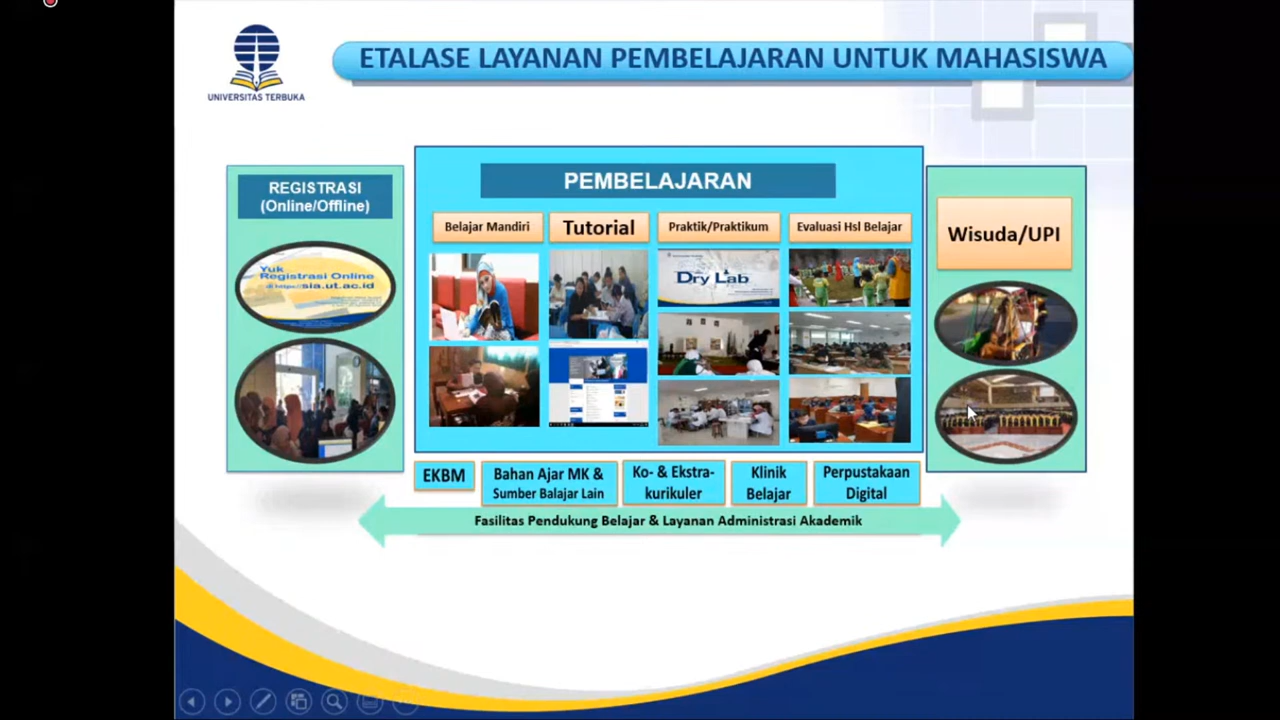 UNIVERSITAS TERBUKA
ETALASE LAYANAN PEMBELAJARAN UNTUK MAHASISWA
REGISTRASI
(Online/Offline)
Yuk
Registrasi Online
di https://sia.ut.ac.id
PEMBELAJARAN
Belajar Mandiri
Tutorial
Praktik/Praktikum
Evaluasi Hsl Belajar
Dry Lab
Wisuda/UPI
EKBM
Bahan Ajar MK &
Sumber Balajar Lain
Ko- & Ekstra-
kurikuler
Klinik
Belajar
Perpustakaan
Digital
Fasilitas Pendukung Belajar & Layanan Administrasi Akademik